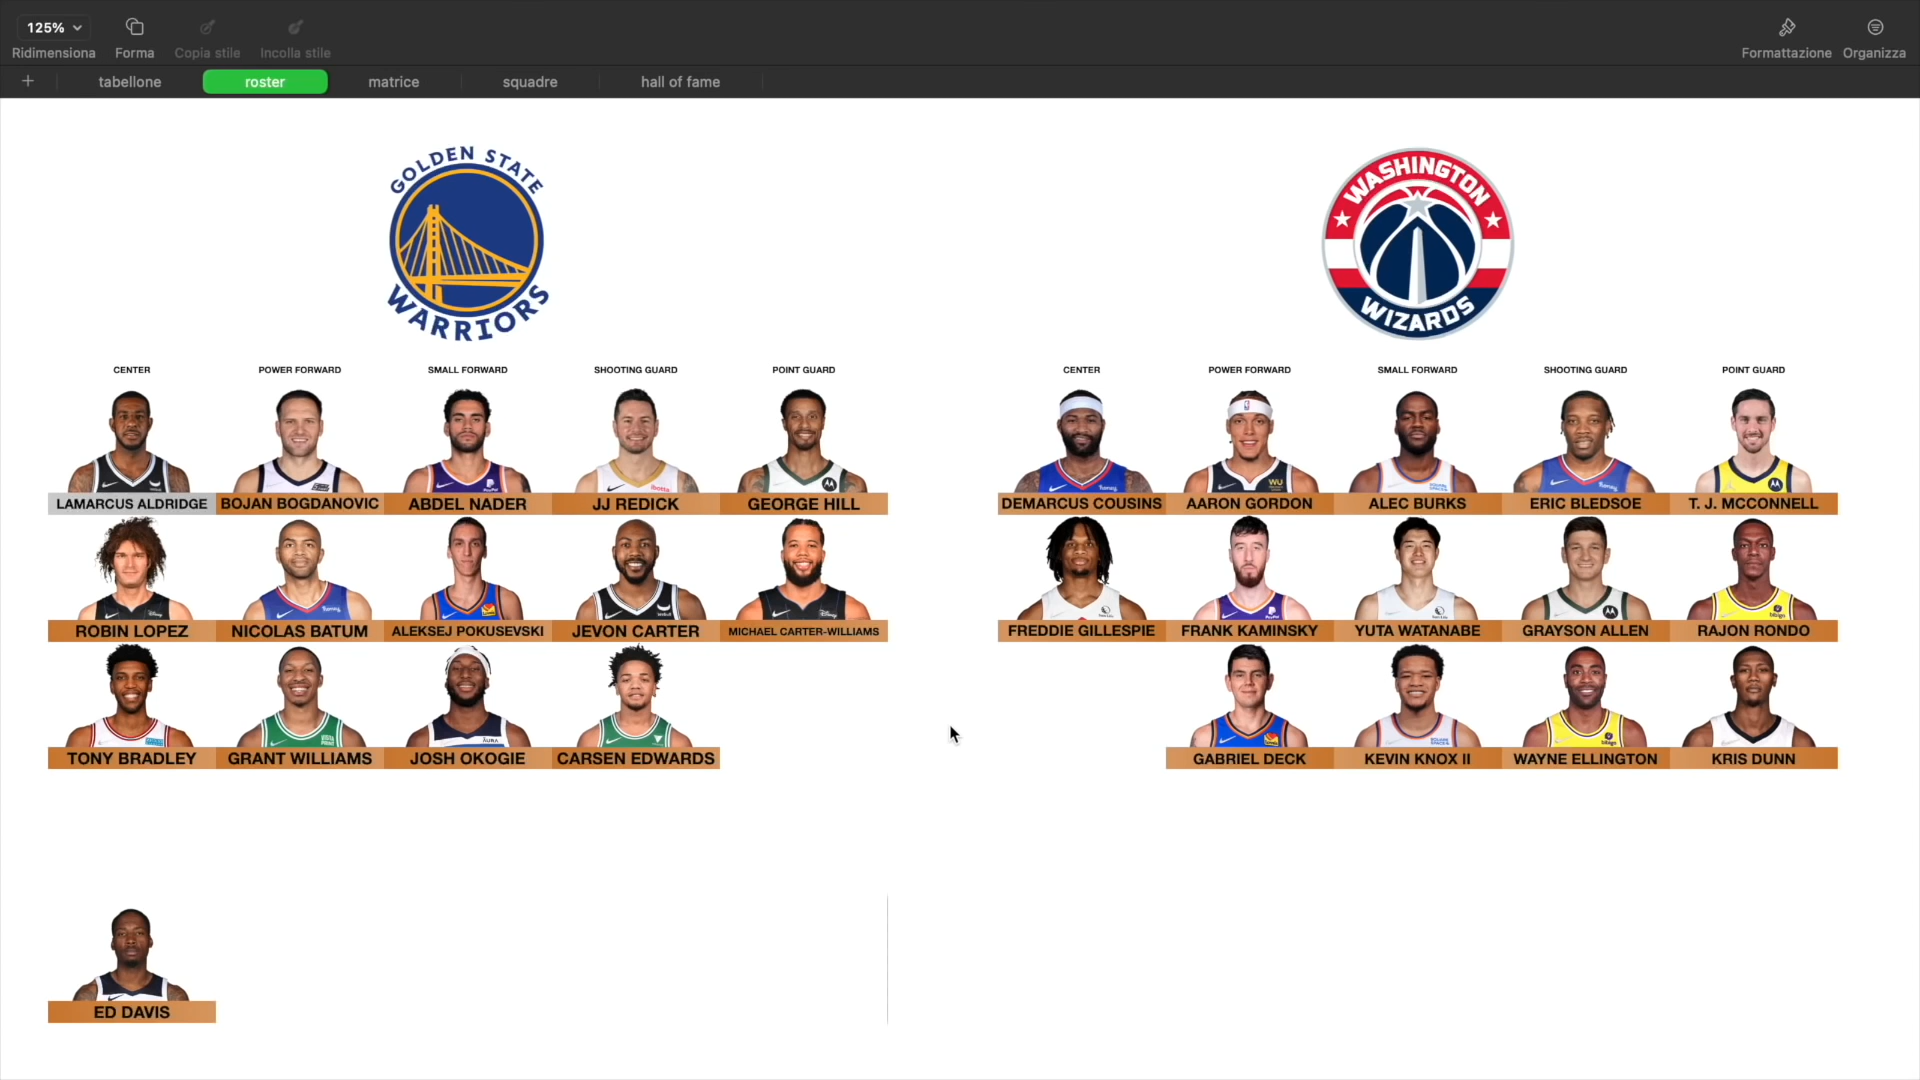 125%
Ridimensiona
Forma
Copia stile
Incolla stile
Formattazione
Organizza
tabellone
roster
matrice
squadre
hall of fame
GOLDEN STATE
WARRIORS
WASHINGTON
WIZARDS
CENTER POWER FORWARD SMALL FORWARD SHOOTING GUARD POINT GUARD
LAMARCUS ALDRIDGE BOJAN BOGDANOVIC ABDEL NADER JJ REDICK GEORGE HILL
ROBIN LOPEZ NICOLAS BATUM ALEKSEJ POKUSEVSKI JEVON CARTER MICHAEL CARTER-WILLIAMS
TONY BRADLEY GRANT WILLIAMS JOSH OKOGIE CARSEN EDWARDS
ED DAVIS
CENTER POWER FORWARD SMALL FORWARD SHOOTING GUARD POINT GUARD
DEMARCUS COUSINS AARON GORDON ALEC BURKS ERIC BLEDSOE T. J. MCCONNELL
FREDDIE GILLESPIE FRANK KAMINSKY YUTA WATANABE GRAYSON ALLEN RAJON RONDO
GABRIEL DECK KEVIN KNOX II WAYNE ELLINGTON KRIS DUNN